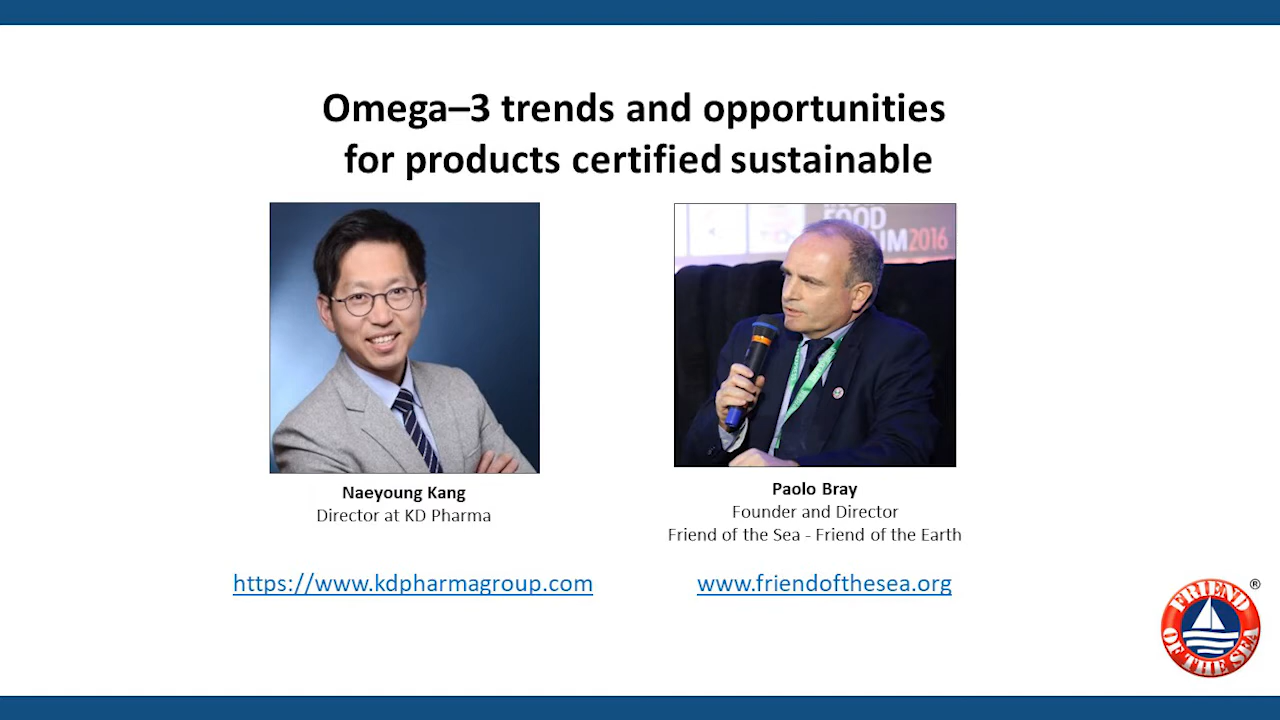 Omega–3 trends and opportunities
for products certified sustainable
FOOD
UM2016
Naeyoung Kang
Director at KD Pharma
https://www.kdpharmagroup.com
Paolo Bray
Founder and Director
Friend of the Sea - Friend of the Earth
www.friendofthesea.org
FRIEND
OF THE SEA
®